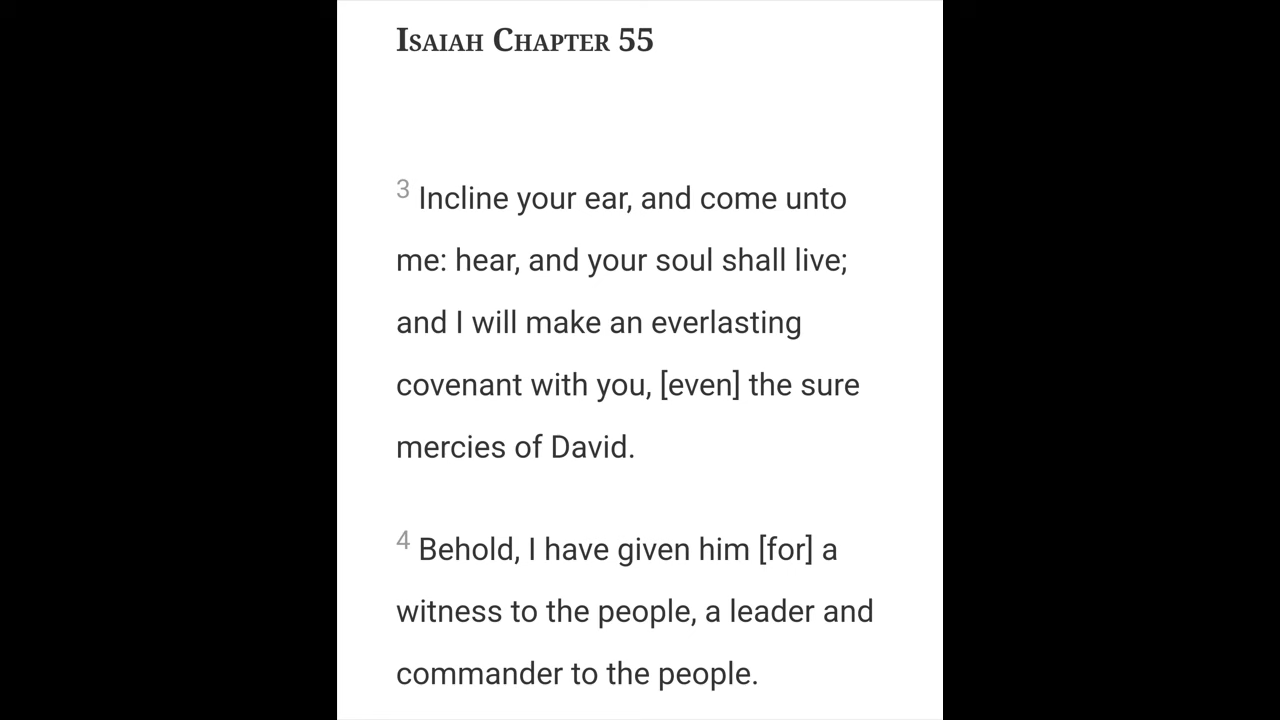 Isaiah Chapter 55
3 Incline your ear, and come unto
me: hear, and your soul shall live;
and I will make an everlasting
covenant with you, [even] the sure
mercies of David.
4 Behold, I have given him [for] a
witness to the people, a leader and
commander to the people.